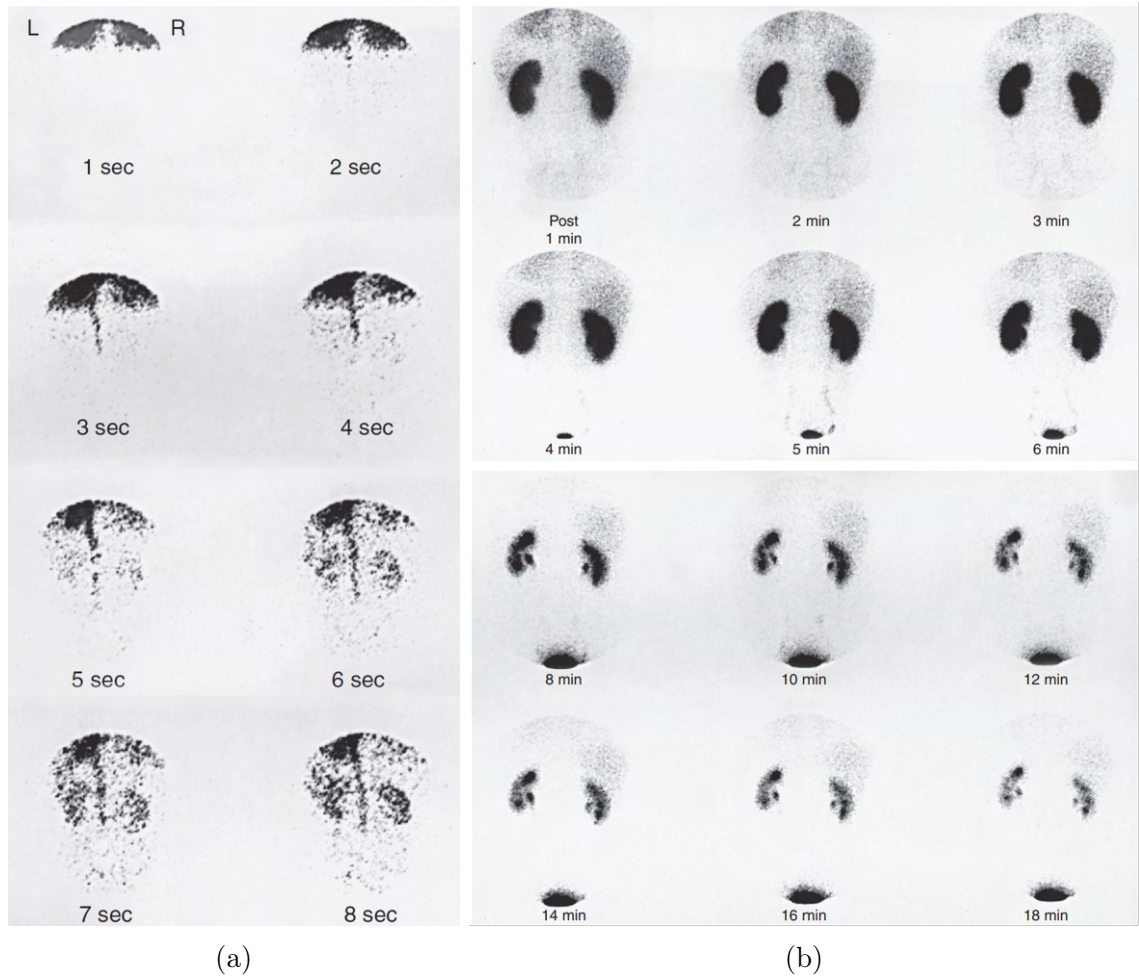 L R
1 sec 2 sec
3 sec 4 sec
5 sec 6 sec
7 sec 8 sec
(a)
Post
1 min 2 min 3 min
4 min 5 min 6 min
8 min 10 min 12 min
14 min 16 min 18 min
(b)